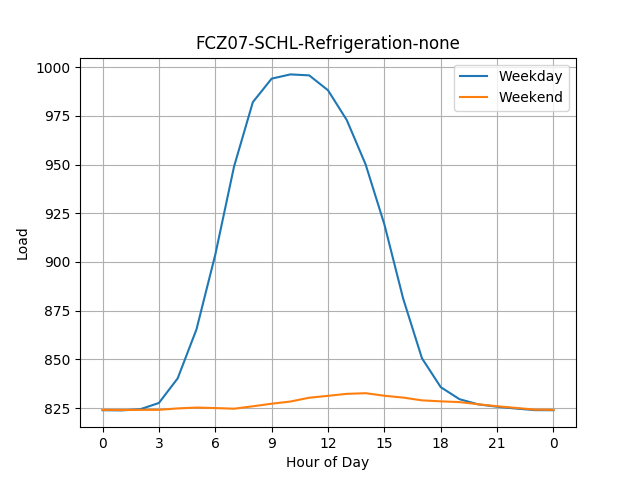 FCZ07-SCHL-Refrigeration-none
1000
975
950
925
900
875
850
825
Load
Weekday
Weekend
0 3 6 9 12 15 18 21 0
Hour of Day